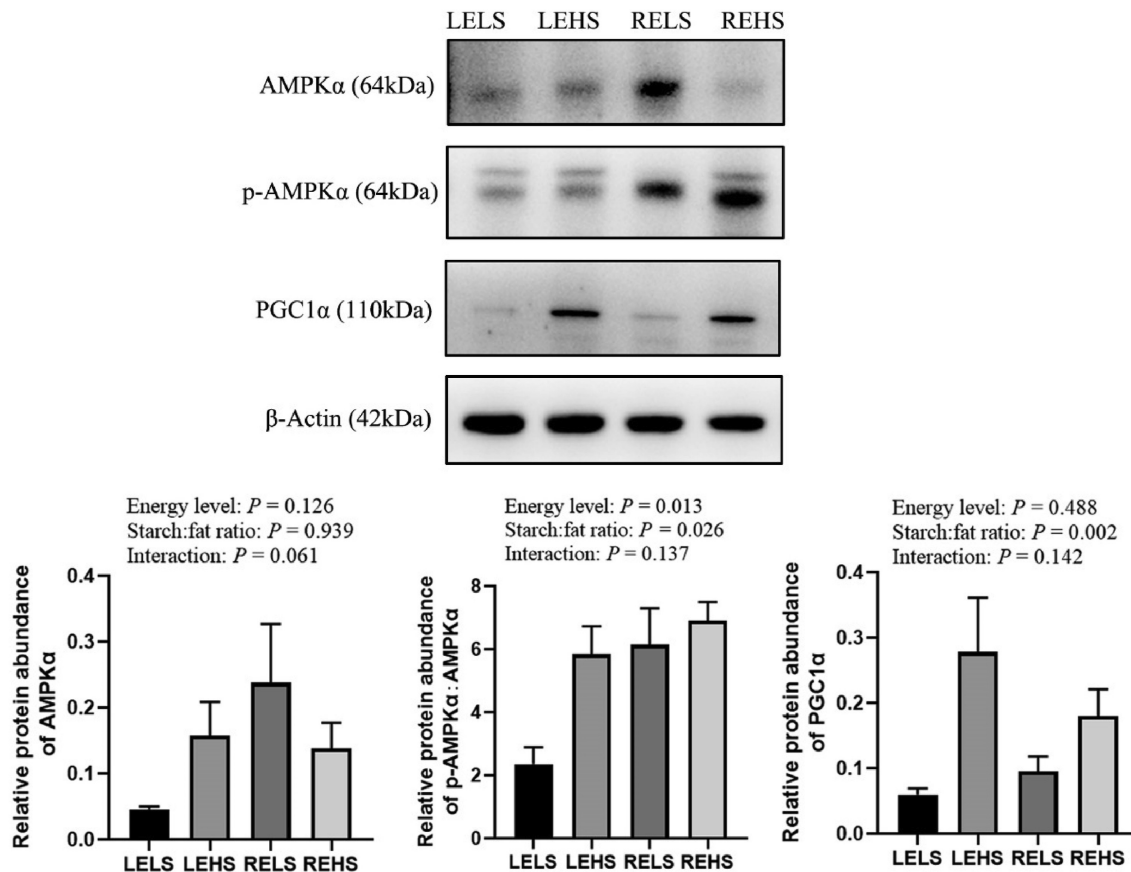 LELS LEHS RELS REHS
AMPKα (64kDa)
p-AMPKα (64kDa)
PGC1α (110kDa)
β-Actin (42kDa)
Energy level: P = 0.126
Starch:fat ratio: P = 0.939
Interaction: P = 0.061
Relative protein abundance
of AMPKα
0.4
0.3
0.2
0.1
0.0
LELS LEHS RELS REHS
Energy level: P = 0.013
Starch:fat ratio: P = 0.026
Interaction: P = 0.137
Relative protein abundance
of p-AMPKα: AMPKα
8
6
4
2
0
LELS LEHS RELS REHS
Energy level: P = 0.488
Starch:fat ratio: P = 0.002
Interaction: P = 0.142
Relative protein abundance
of PGC1α
0.4
0.3
0.2
0.1
0.0
LELS LEHS RELS REHS